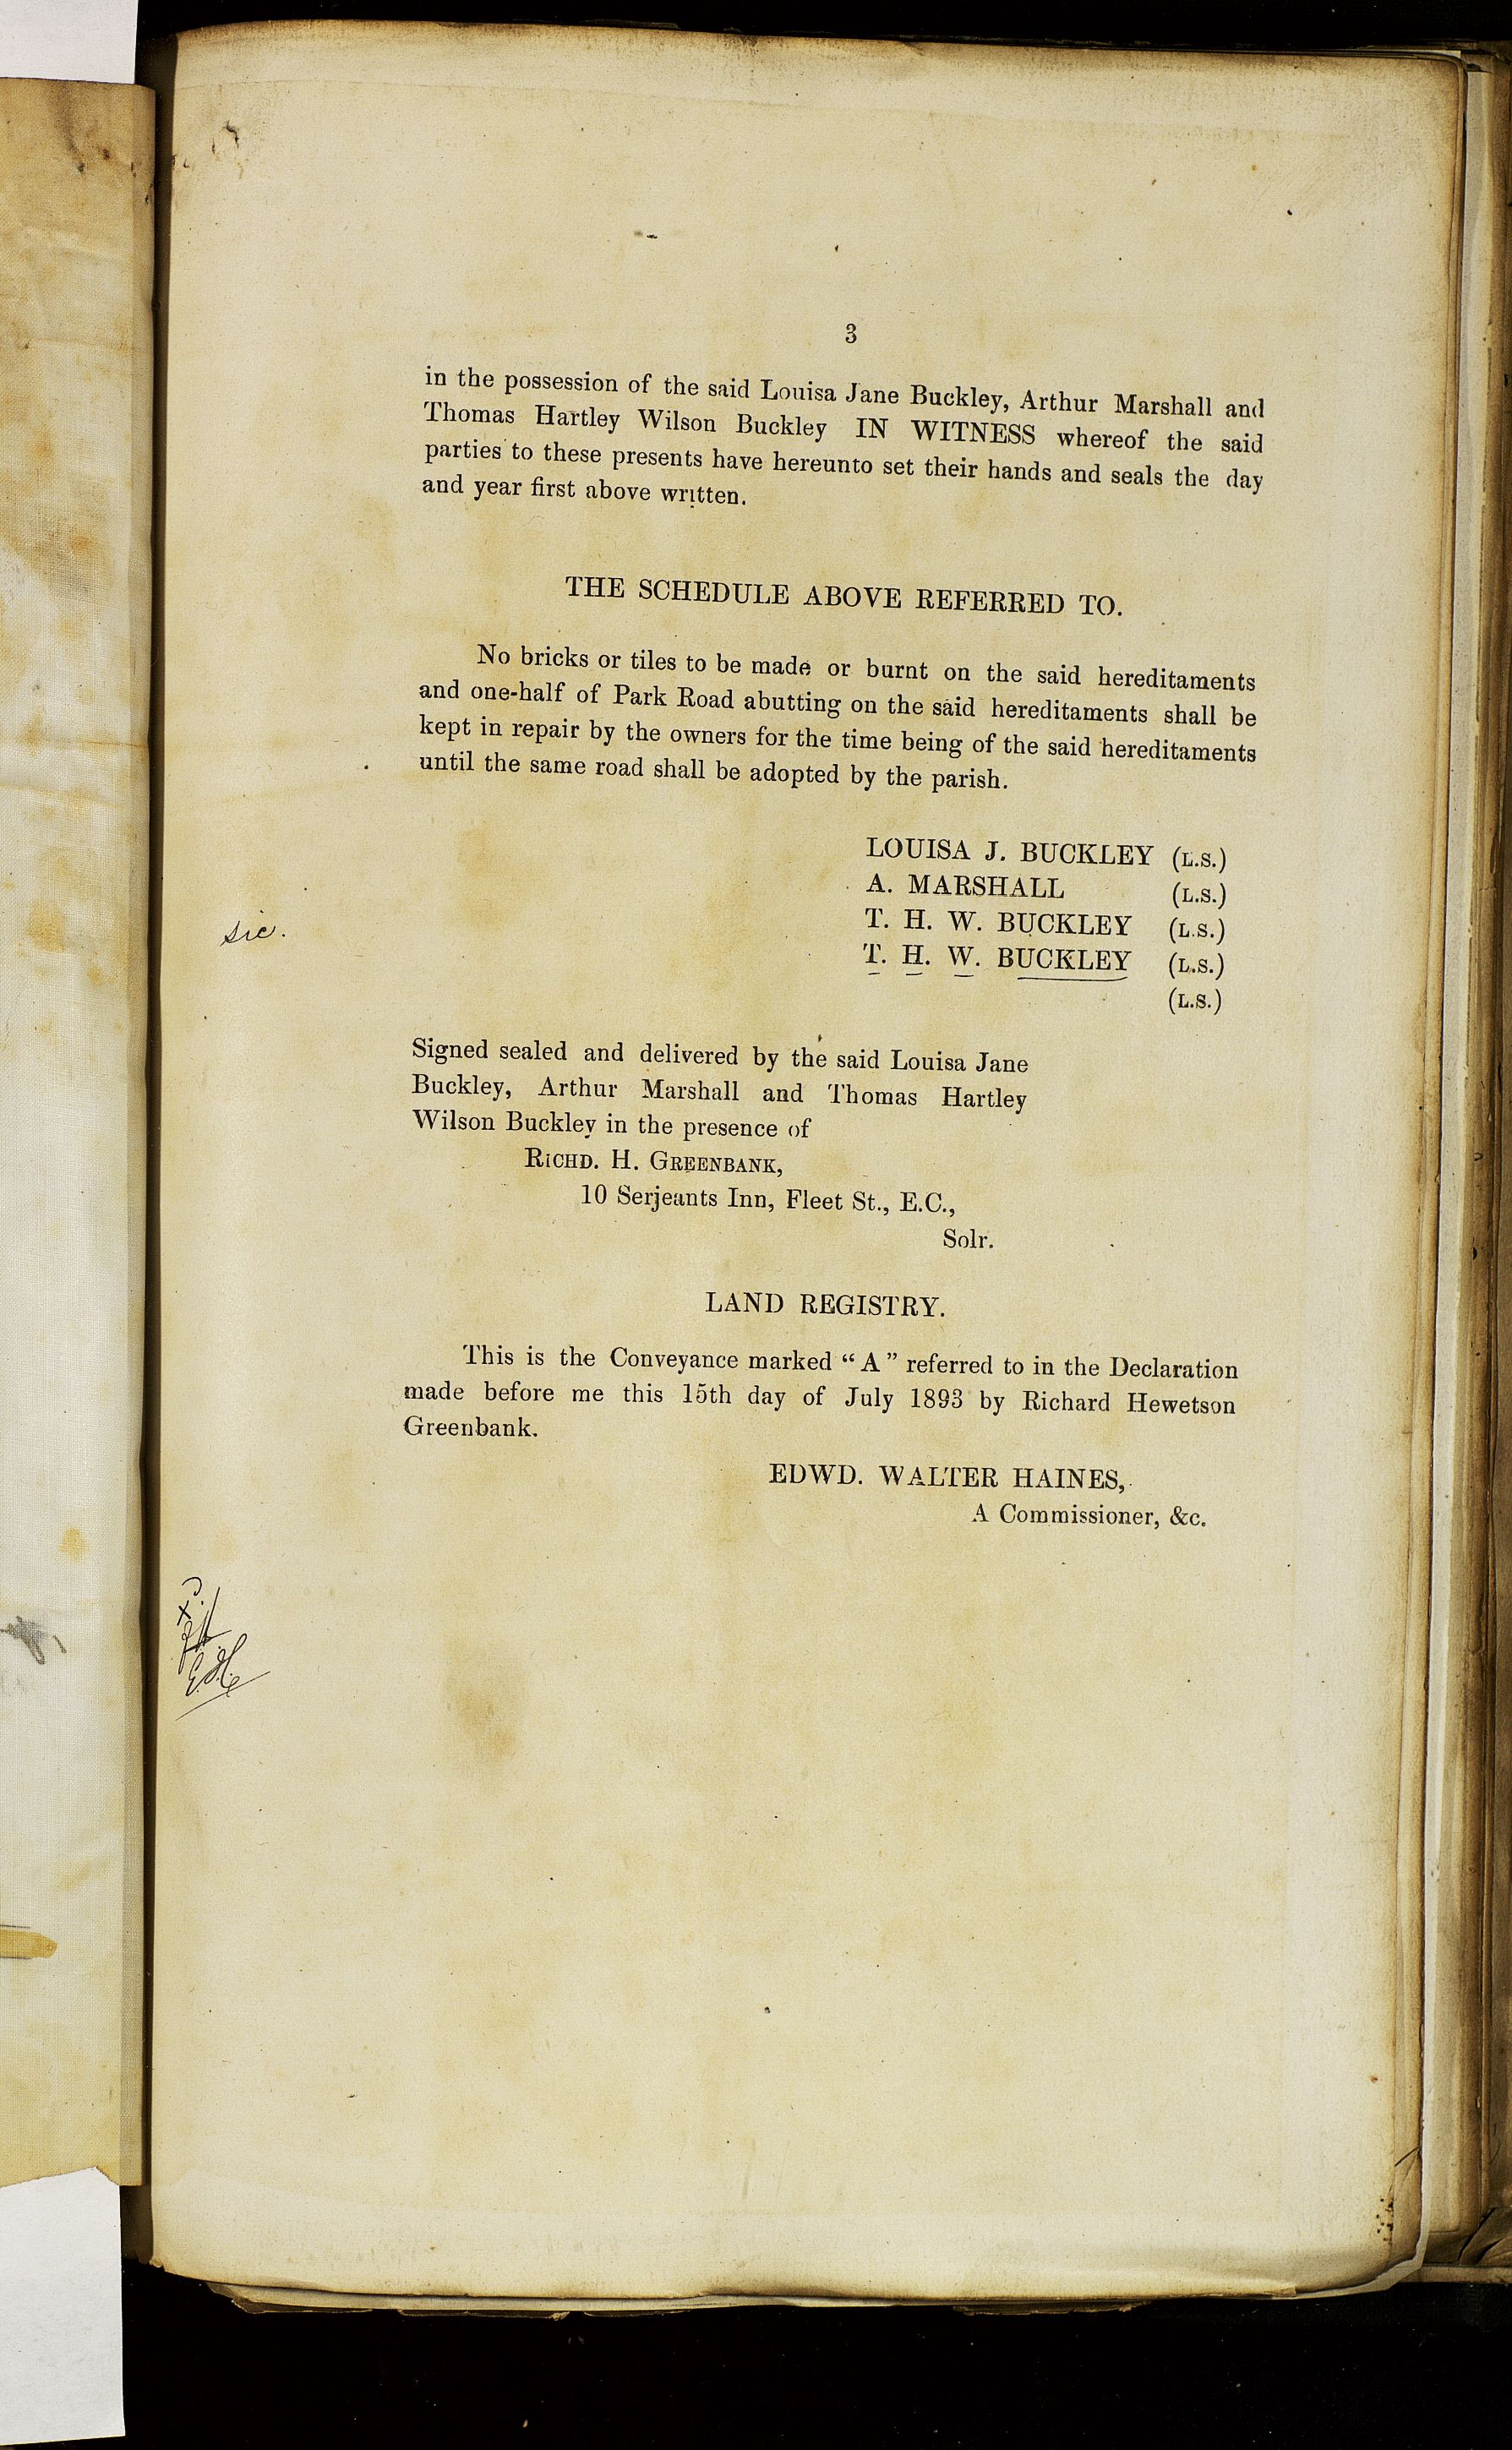 3
in the possession of the said Louisa Jane Buckley, Arthur Marshall and
Thomas Hartley Wilson Buckley IN WITNESS whereof the said
parties to these presents have hereunto set their hands and seals the day
and year first above written.
THE SCHEDULE ABOVE REFERRED TO.
No bricks or tiles to be made or burnt on the said hereditaments
and one-half of Park Road abutting on the said hereditaments shall be
kept in repair by the owners for the time being of the said hereditaments
until the same road shall be adopted by the parish.
LOUISA J. BUCKLEY (L.S.)
A. MARSHALL (L.S.)
T. H. W. BUCKLEY (L.S.)
sic.
T. H. W. BUCKLEY (L.S.)
(L.S.)
Signed sealed and delivered by the said Louisa Jane
Buckley, Arthur Marshall and Thomas Hartley
Wilson Buckley in the presence of
RICHD. H. GREENBANK,
10 Serjeants Inn, Fleet St., E.C.,
Solr.
LAND REGISTRY.
This is the Conveyance marked “ A ” referred to in the Declaration
made before me this 15th day of July 1893 by Richard Hewetson
Greenbank.
EDWD. WALTER HAINES,
A Commissioner, &c.